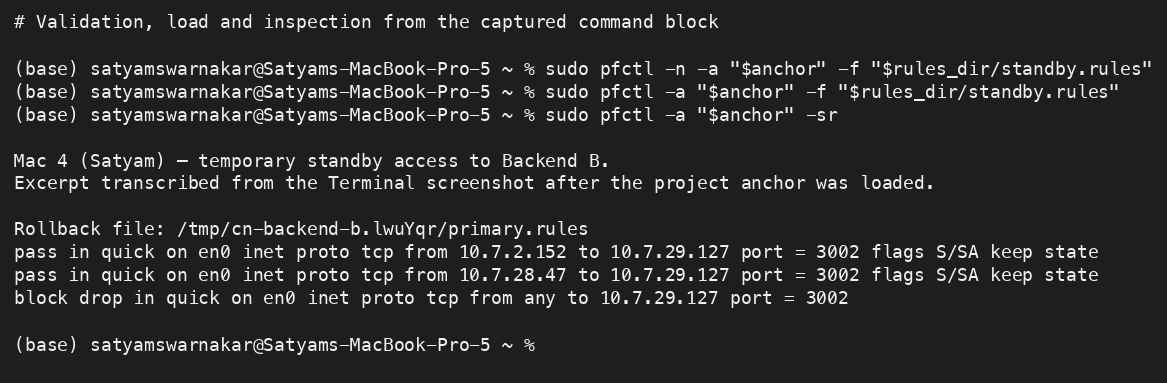 # Validation, load and inspection from the captured command block
(base) satyamswarnakar@Satyams-MacBook-Pro-5 ~ % sudo pfctl -n -a "$anchor" -f "$rules_dir/standby.rules"
(base) satyamswarnakar@Satyams-MacBook-Pro-5 ~ % sudo pfctl -a "$anchor" -f "$rules_dir/standby.rules"
(base) satyamswarnakar@Satyams-MacBook-Pro-5 ~ % sudo pfctl -a "$anchor" -sr
Mac 4 (Satyam) — temporary standby access to Backend B.
Excerpt transcribed from the Terminal screenshot after the project anchor was loaded.
Rollback file: /tmp/cn-backend-b.lwuYqr/primary.rules
pass in quick on en0 inet proto tcp from 10.7.2.152 to 10.7.29.127 port = 3002 flags S/SA keep state
pass in quick on en0 inet proto tcp from 10.7.28.47 to 10.7.29.127 port = 3002 flags S/SA keep state
block drop in quick on en0 inet proto tcp from any to 10.7.29.127 port = 3002
(base) satyamswarnakar@Satyams-MacBook-Pro-5 ~ %